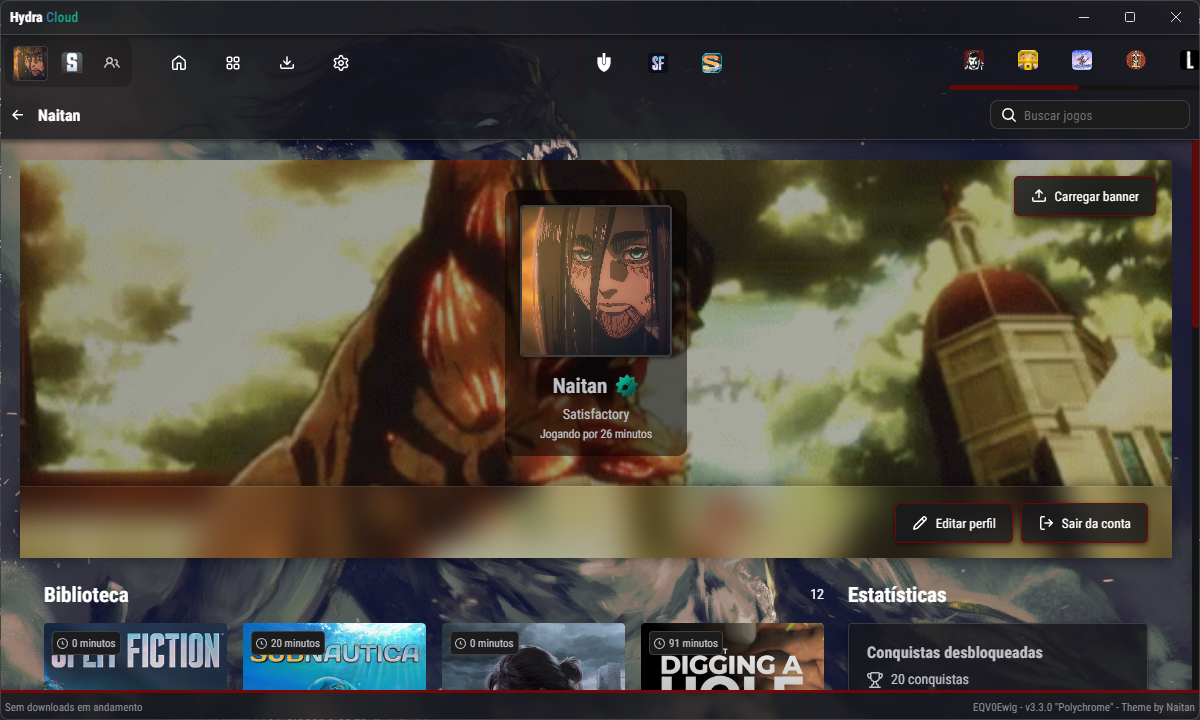 Hydra Cloud
S
SF
S
L
Naitan
Buscar jogos
Carregar banner
Naitan
Satisfactory
Jogando por 26 minutos
Editar perfil
Sair da conta
Biblioteca
12
Estatísticas
0 minutos
20 minutos
0 minutos
91 minutos
SPLIT FICTION
SUBNAUTICA
DIGGING A
HOLE
Conquistas desbloqueadas
20 conquistas
Sem downloads em andamento
EQV0Ewlg - v3.3.0 "Polychrome" - Theme by Naitan